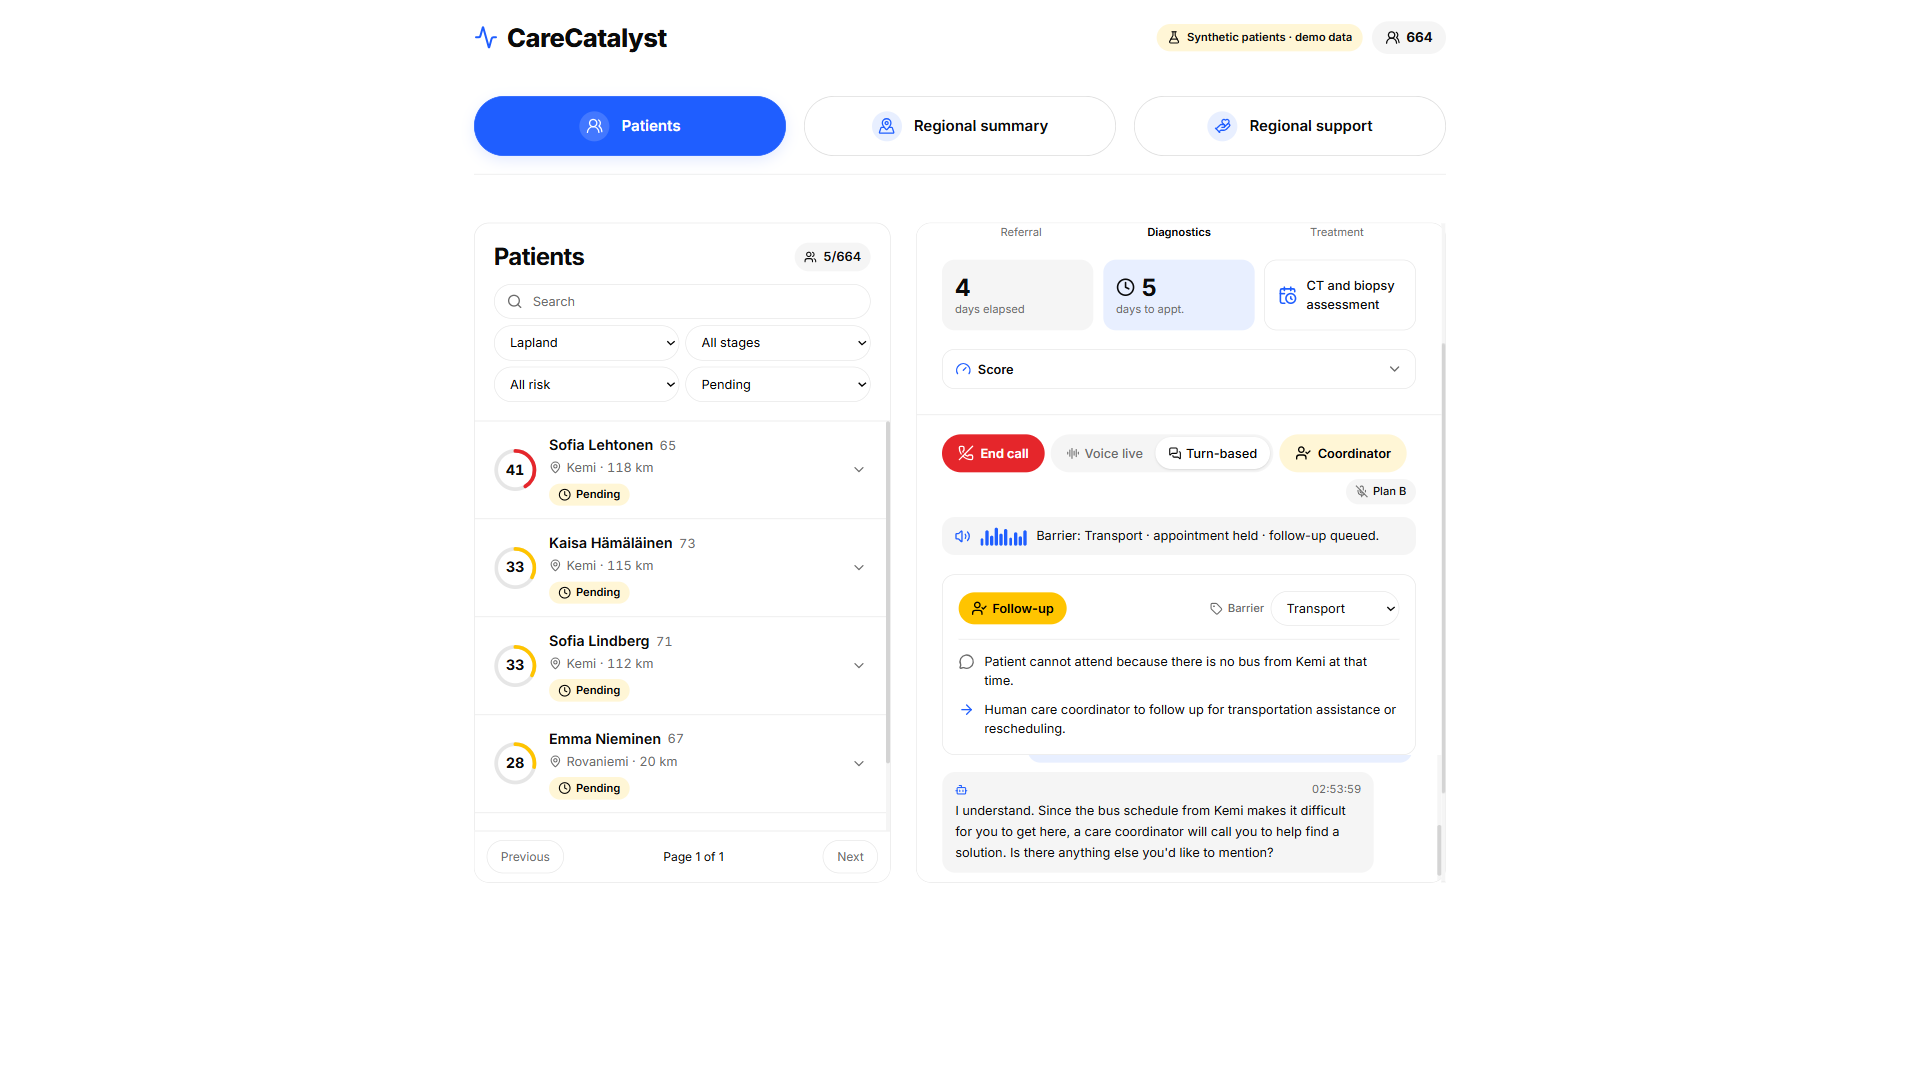 CareCatalyst
Synthetic patients · demo data
664
Patients
Regional summary
Regional support
Patients
5/664
Search
Lapland
All stages
All risk
Pending
41
Sofia Lehtonen 65
Kemi · 118 km
Pending
33
Kaisa Hämäläinen 73
Kemi · 115 km
Pending
33
Sofia Lindberg 71
Kemi · 112 km
Pending
28
Emma Nieminen 67
Rovaniemi · 20 km
Pending
Previous
Page 1 of 1
Next
Referral
Diagnostics
Treatment
4
days elapsed
5
days to appt.
CT and biopsy
assessment
Score
End call
Voice live
Turn-based
Coordinator
Plan B
Barrier: Transport · appointment held · follow-up queued.
Follow-up
Barrier
Transport
Patient cannot attend because there is no bus from Kemi at that
time.
Human care coordinator to follow up for transportation assistance or
rescheduling.
02:53:59
I understand. Since the bus schedule from Kemi makes it difficult
for you to get here, a care coordinator will call you to help find a
solution. Is there anything else you'd like to mention?